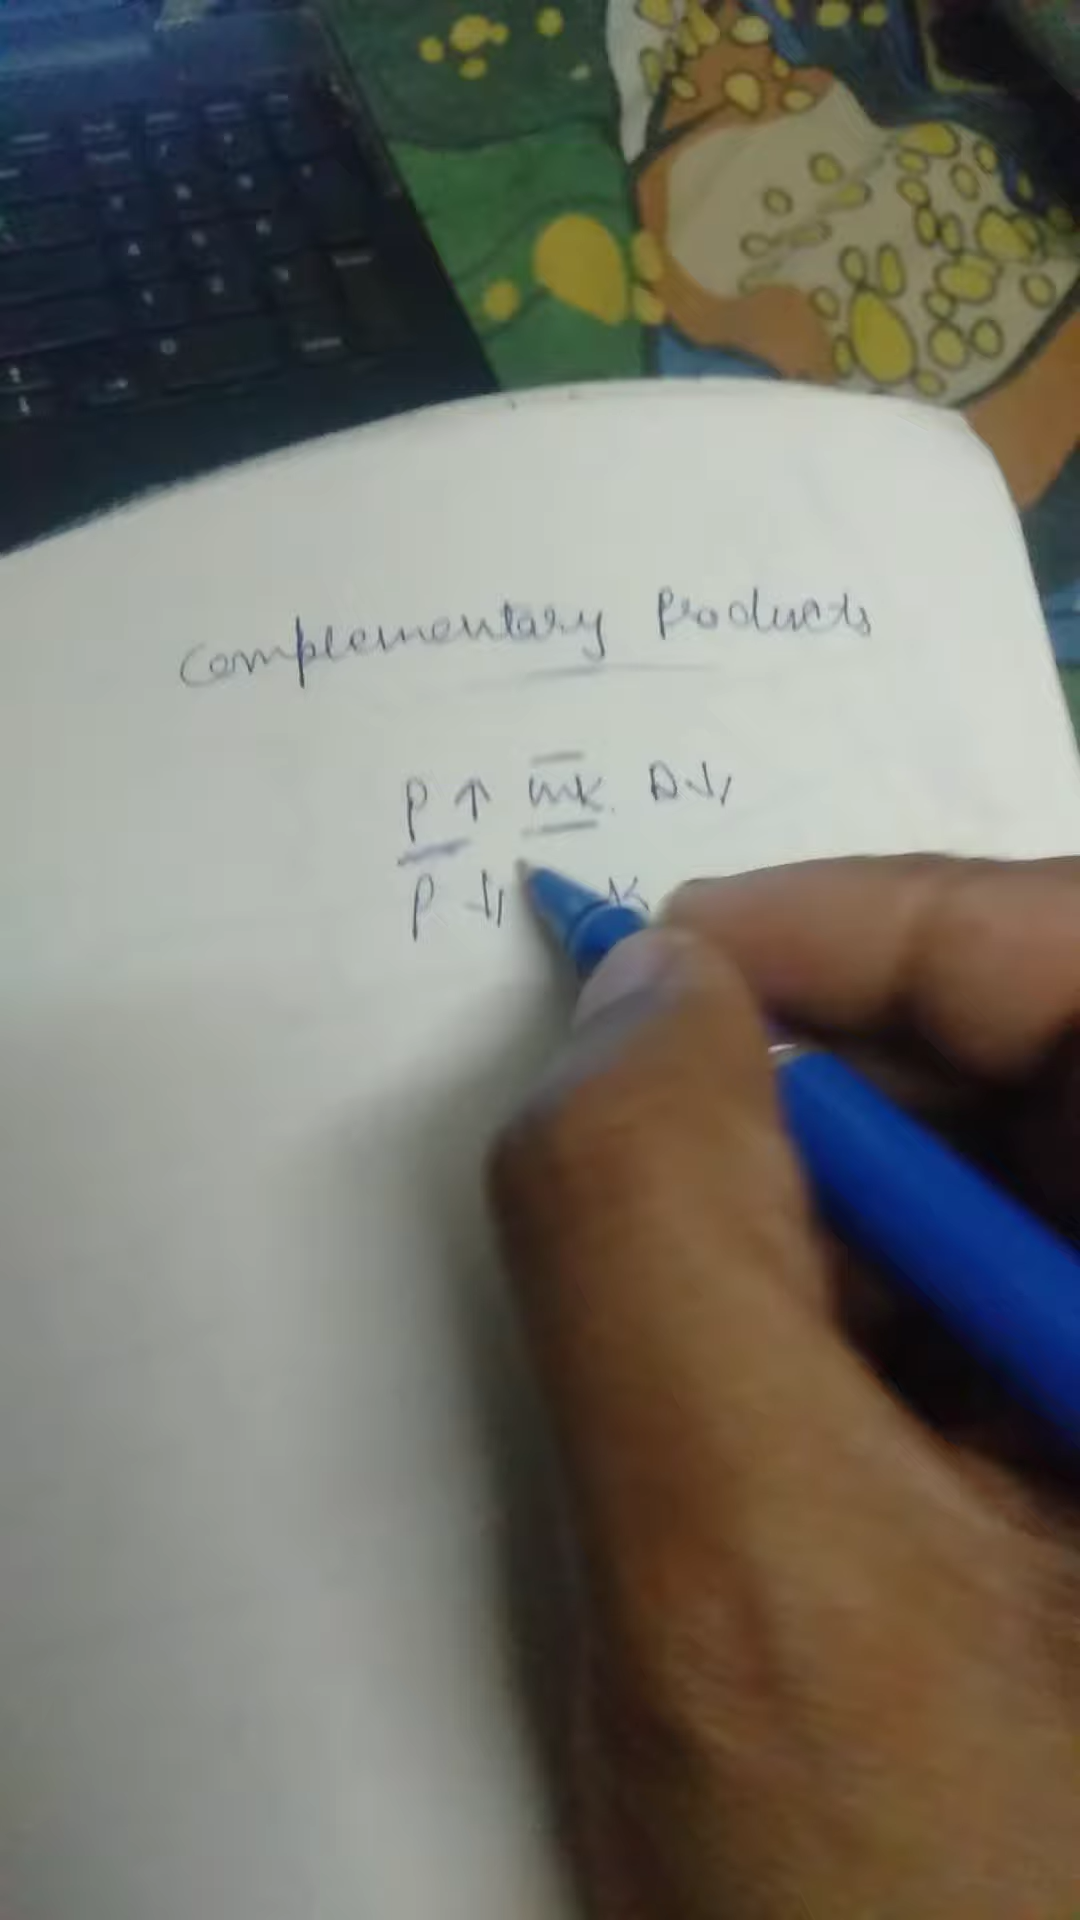 Complementary Products
P ↑ mk. D↓
P ↓ K